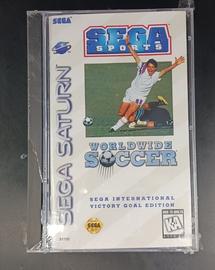 SEGA
SEGA
SPORTS
SEGA SATURN
WORLDWIDE
SOCCER
SEGA INTERNATIONAL
VICTORY GOAL EDITION
SEGA
K-A